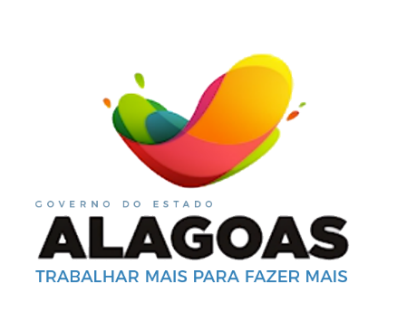 GOVERNO DO ESTADO
ALAGOAS
TRABALHAR MAIS PARA FAZER MAIS